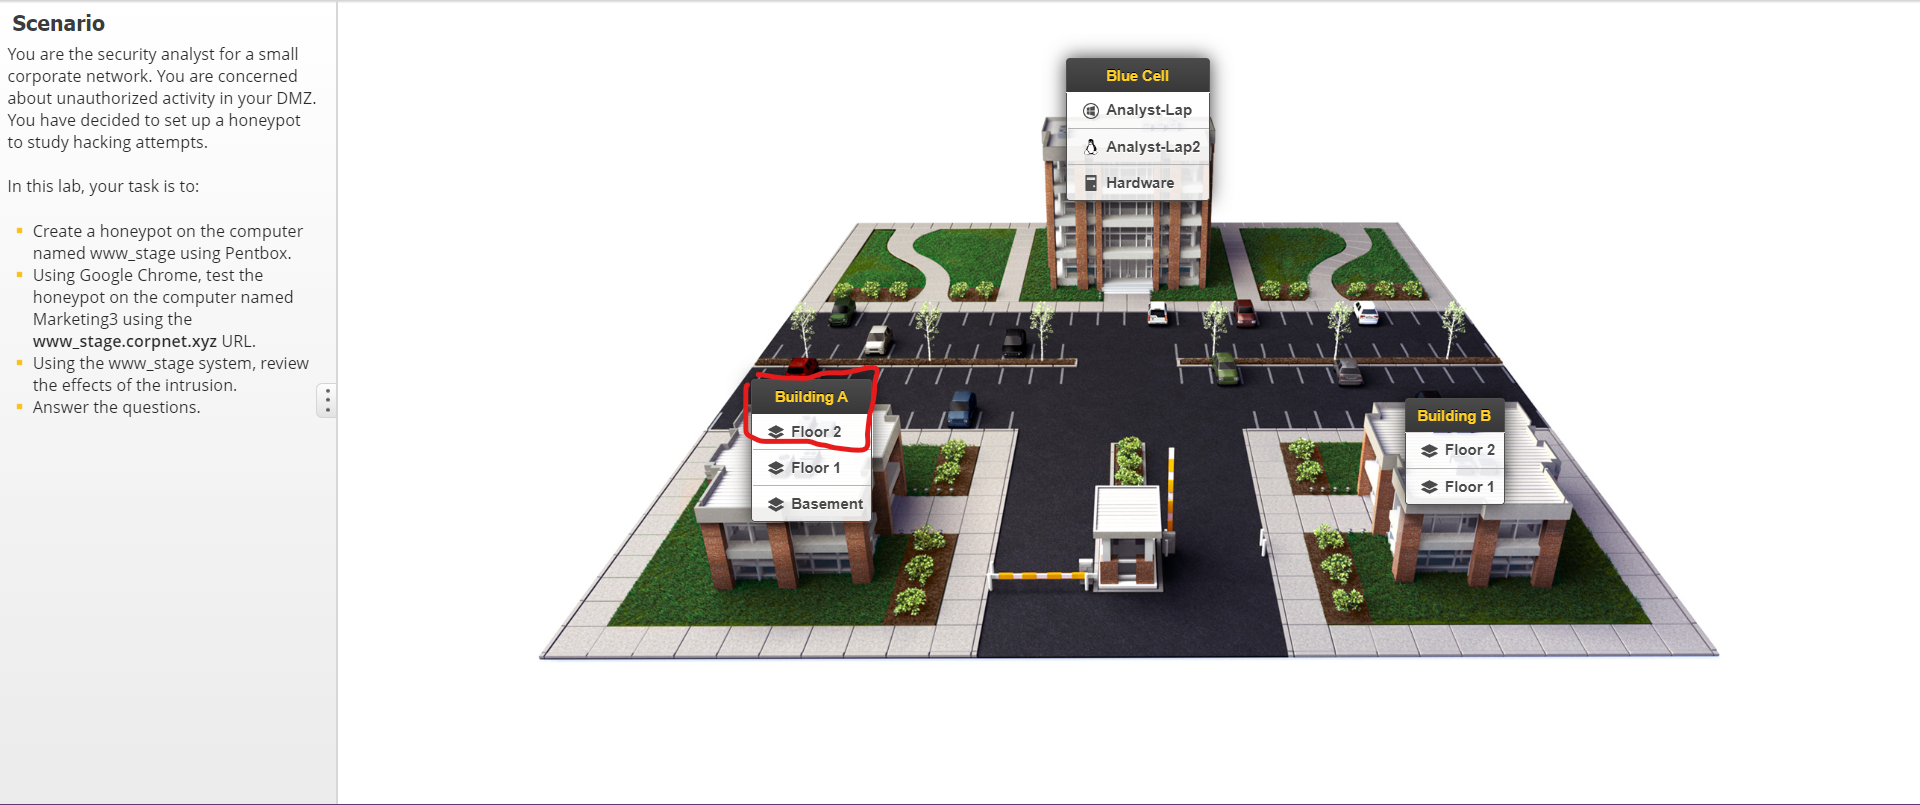 Scenario
You are the security analyst for a small
corporate network. You are concerned
about unauthorized activity in your DMZ.
You have decided to set up a honeypot
to study hacking attempts.
In this lab, your task is to:
Create a honeypot on the computer
named www_stage using Pentbox.
Using Google Chrome, test the
honeypot on the computer named
Marketing3 using the
www_stage.corpnet.xyz URL.
Using the www_stage system, review
the effects of the intrusion.
Answer the questions.
Blue Cell
Analyst-Lap
Analyst-Lap2
Hardware
Building A
Floor 2
Floor 1
Basement
Building B
Floor 2
Floor 1